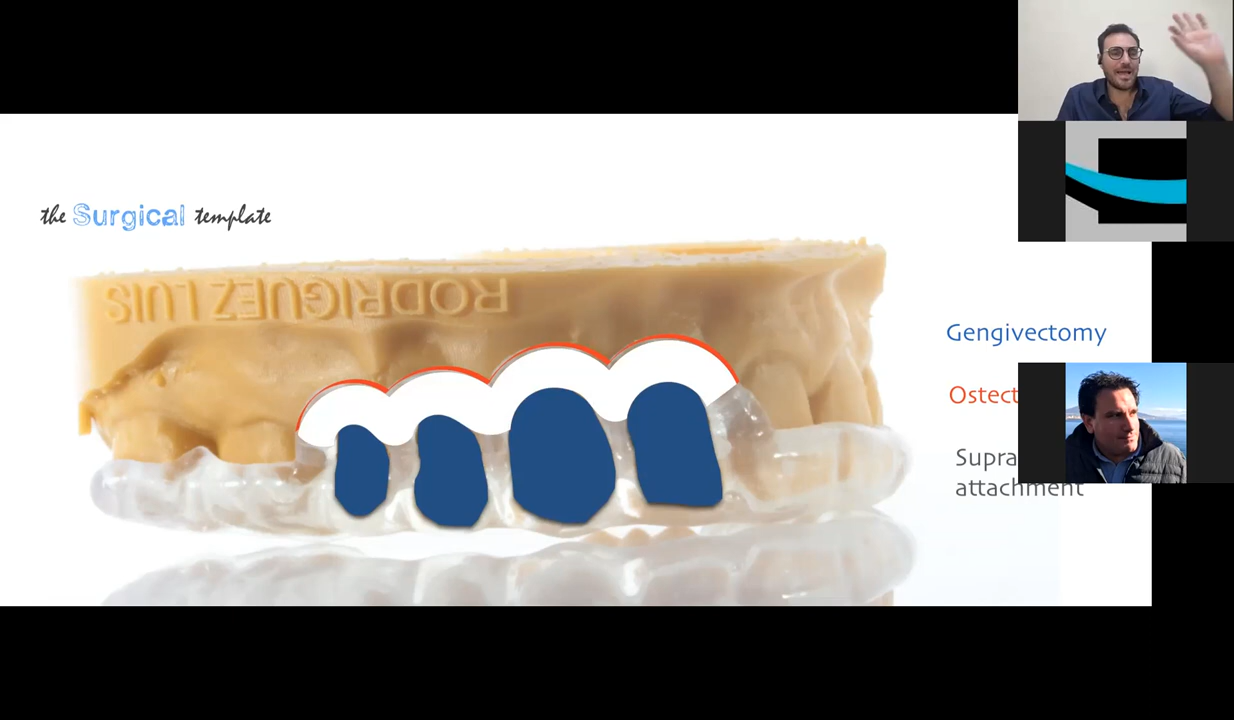 the Surgical template
RODRIGUEZ LUIS
Gengivectomy
Supra
attachment